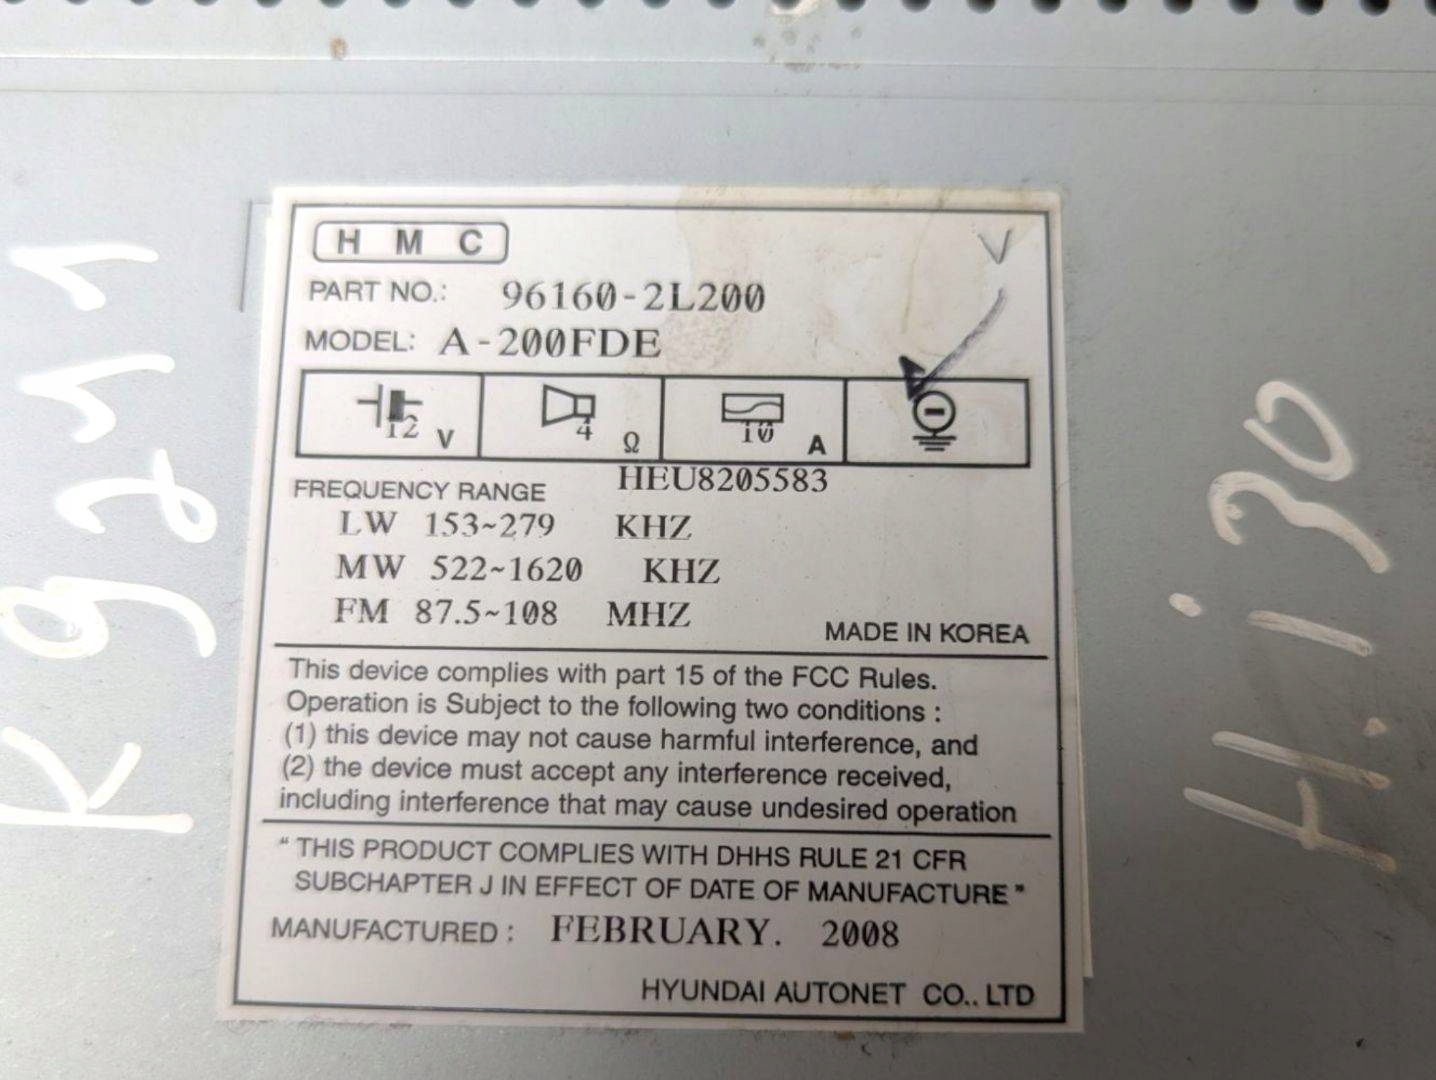 H M C
PART NO.: 96160-2L200
MODEL: A-200FDE
12 V
4 Ω
10 A
HEU8205583
FREQUENCY RANGE
LW 153~279 KHZ
MW 522~1620 KHZ
FM 87.5~108 MHZ
MADE IN KOREA
This device complies with part 15 of the FCC Rules.
Operation is Subject to the following two conditions :
(1) this device may not cause harmful interference, and
(2) the device must accept any interference received,
including interference that may cause undesired operation
“ THIS PRODUCT COMPLIES WITH DHHS RULE 21 CFR
SUBCHAPTER J IN EFFECT OF DATE OF MANUFACTURE ”
MANUFACTURED : FEBRUARY. 2008
HYUNDAI AUTONET CO.. LTD
V
H.i30